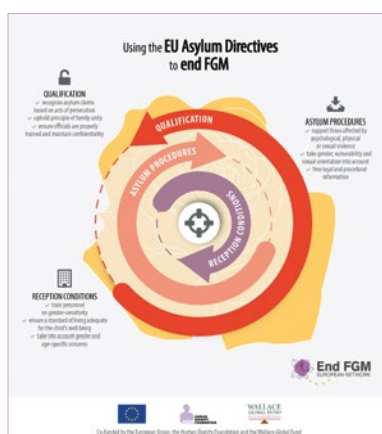 Using the EU Asylum Directives
to end FGM
QUALIFICATION
✓ recognise asylum claims
based on acts of persecution
✓ uphold principle of family unity
✓ ensure officials are properly
trained and maintain confidentiality
ASYLUM PROCEDURES
✓ support those affected by
psychological, physical
or sexual violence
✓ take gender, vulnerability and
sexual orientation into account
✓ free legal and procedural
information
QUALIFICATION
ASYLUM PROCEDURES
RECEPTION CONDITIONS
RECEPTION CONDITIONS
✓ train personnel
on gender-sensitivity
✓ ensure a standard of living adequate
for the child's well being
✓ take into account gender and
age-specific concerns
End FGM
EUROPEAN NETWORK
HUMAN
DIGNITY
FOUNDATION
WALLACE
GLOBAL FUND
Co-funded by the European Union, the Human Dignity Foundation and the Wallace Global Fund